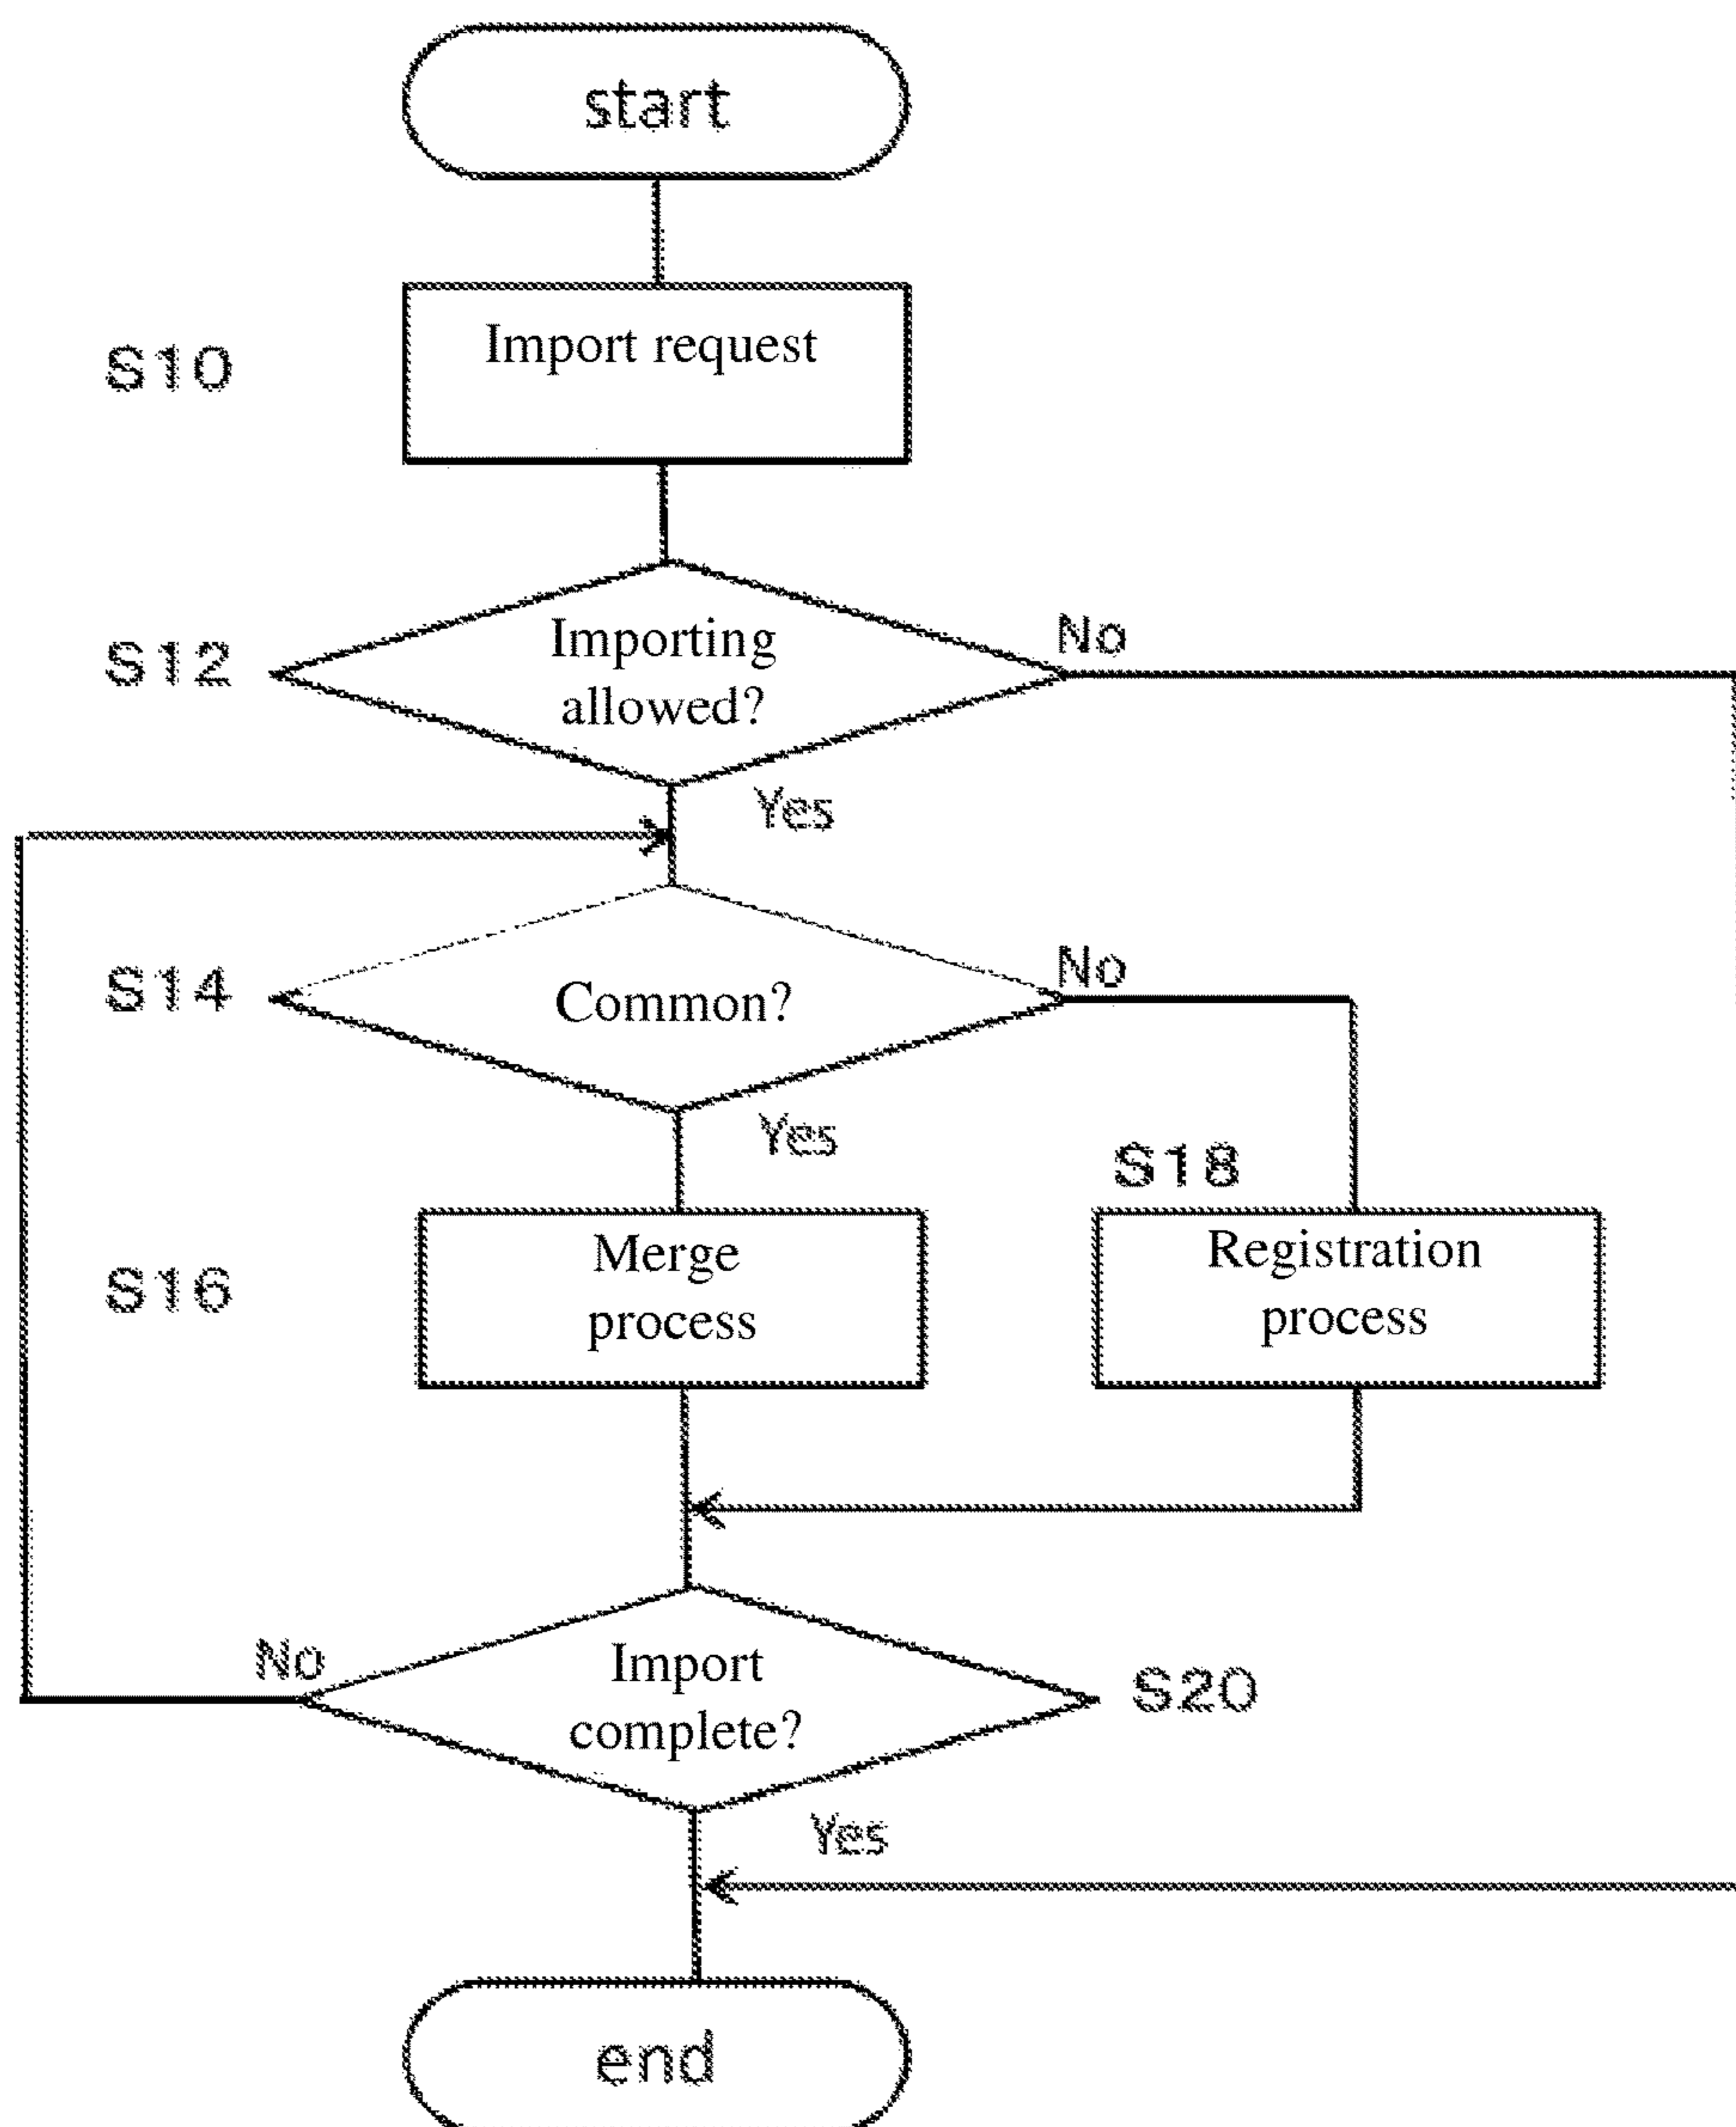 start
S10
Import request
S12
Importing
allowed?
No
Yes
S14
Common?
No
Yes
S16
Merge
process
S18
Registration
process
No
Import
complete?
S20
Yes
end